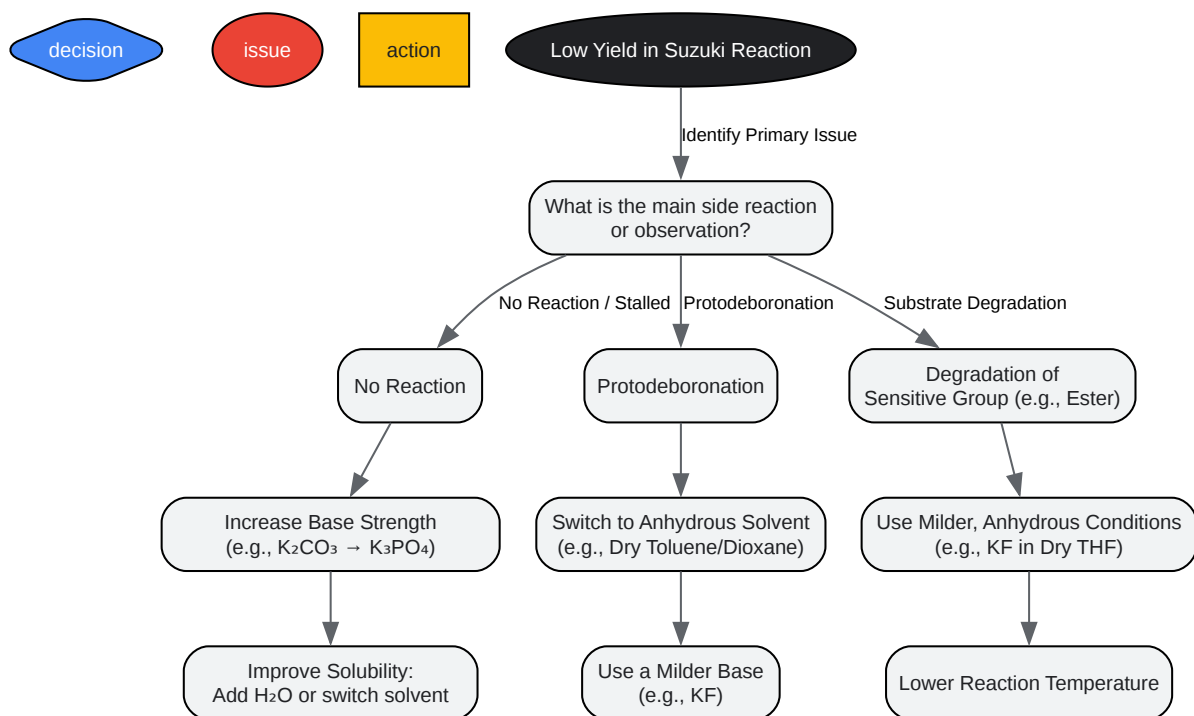 decision
issue
action
Low Yield in Suzuki Reaction
Identify Primary Issue
What is the main side reaction
or observation?
No Reaction / Stalled
Protodeboronation
Substrate Degradation
No Reaction
Protodeboronation
Degradation of
Sensitive Group (e.g., Ester)
Increase Base Strength
(e.g., K₂CO₃ → K₃PO₄)
Switch to Anhydrous Solvent
(e.g., Dry Toluene/Dioxane)
Use Milder, Anhydrous Conditions
(e.g., KF in Dry THF)
Improve Solubility:
Add H₂O or switch solvent
Use a Milder Base
(e.g., KF)
Lower Reaction Temperature